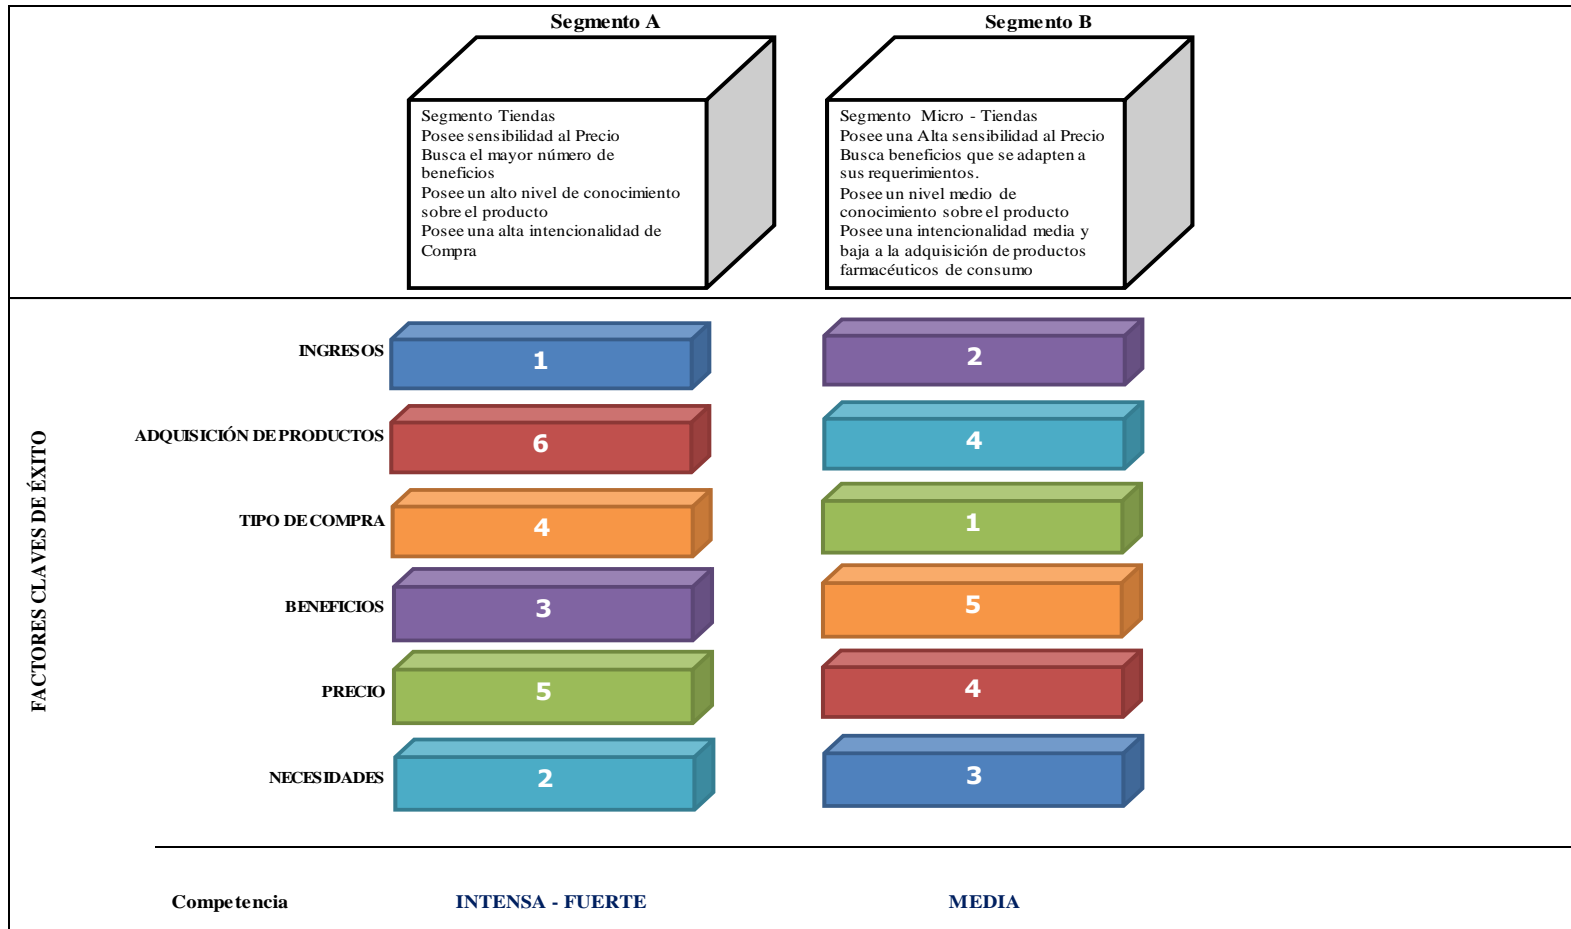 Segmento A
Segmento B
Segmento Tiendas
Posee sensibilidad al Precio
Busca el mayor número de
beneficios
Posee un alto nivel de conocimiento
sobre el producto
Posee una alta intencionalidad de
Compra
Segmento Micro - Tiendas
Posee una Alta sensibilidad al Precio
Busca beneficios que se adapten a
sus requerimientos.
Posee un nivel medio de
conocimiento sobre el producto
Posee una intencionalidad media y
baja a la adquisición de productos
farmacéuticos de consumo
FACTORES CLAVES DE ÉXITO
INGRESOS
1
2
ADQUISICIÓN DE PRODUCTOS
6
4
TIPO DE COMPRA
4
1
BENEFICIOS
3
5
PRECIO
5
4
NECESIDADES
2
3
Competencia
INTENSA - FUERTE
MEDIA